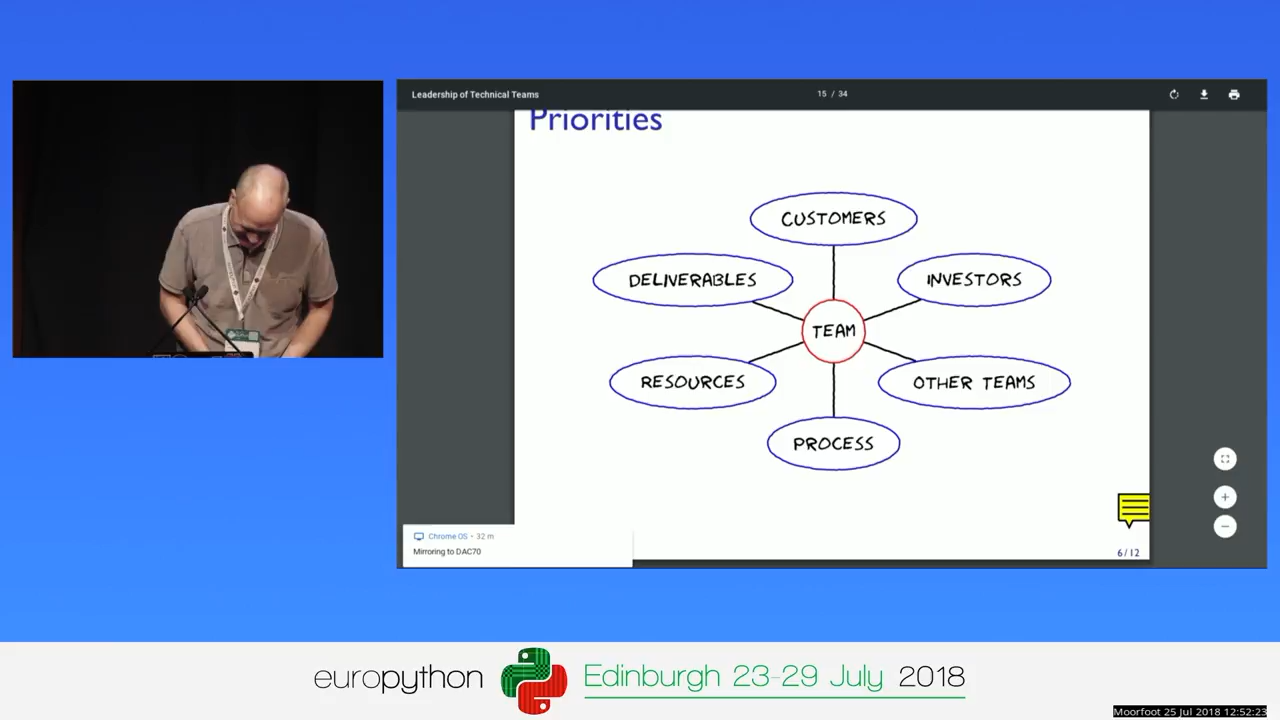 Leadership of Technical Teams
15 / 34
Priorities
CUSTOMERS
DELIVERABLES
INVESTORS
TEAM
RESOURCES
OTHER TEAMS
PROCESS
Chrome OS • 32 m
Mirroring to DAC70
6/12
europython
Edinburgh 23-29 July 2018
Moorfoot 25 Jul 2018 12:52:23